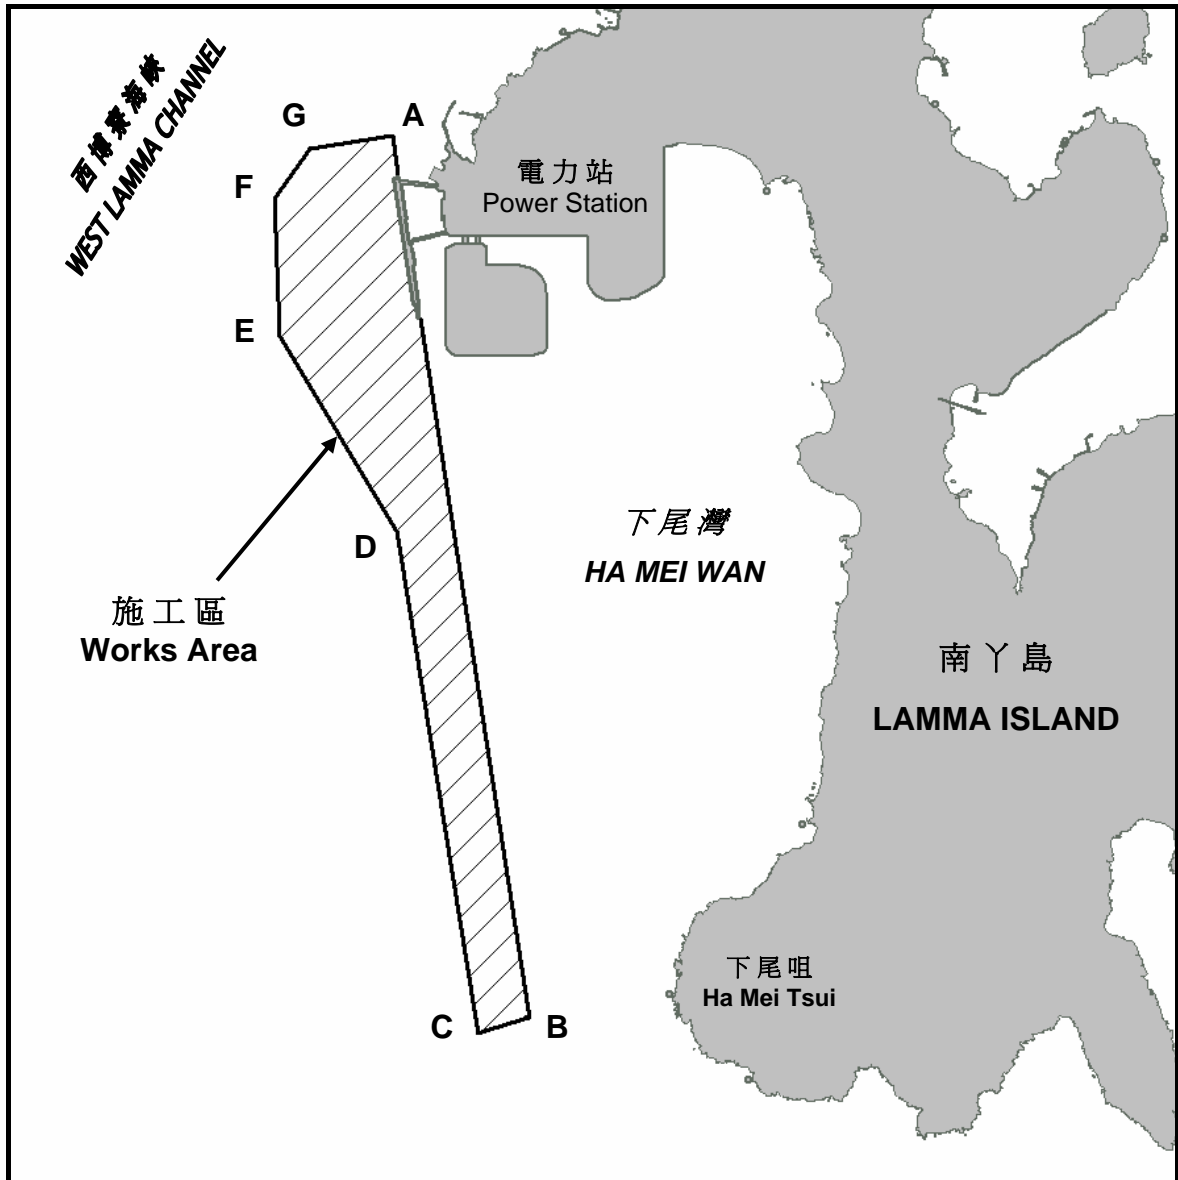 西博寮海峽
WEST LAMMA CHANNEL
G
A
F
電力站
Power Station
E
下尾灣
HA MEI WAN
D
施工區
Works Area
南丫島
LAMMA ISLAND
下尾咀
Ha Mei Tsui
C
B